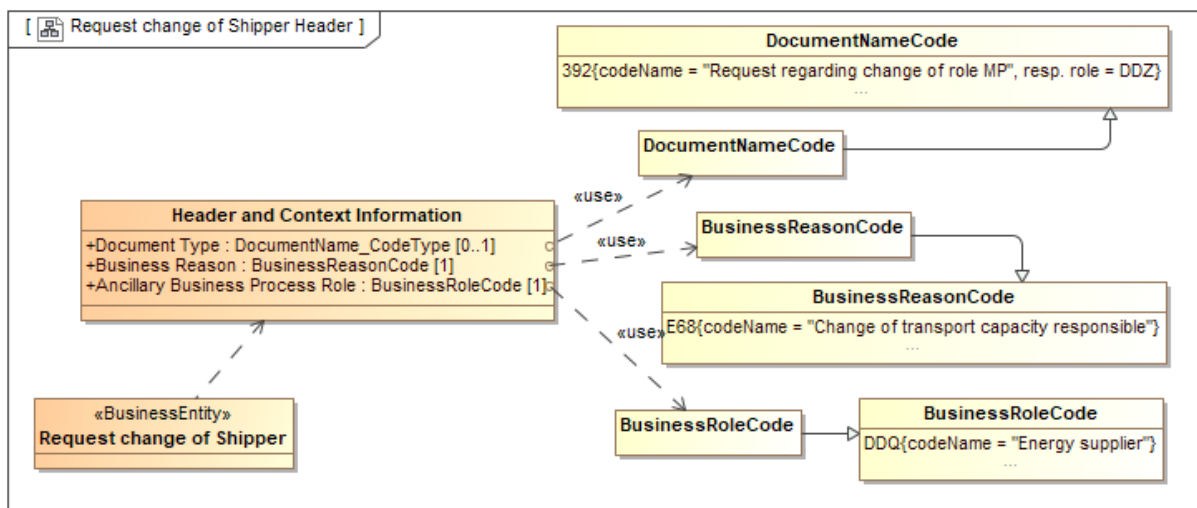 [ Request change of Shipper Header ]
DocumentNameCode
392{codeName = "Request regarding change of role MP", resp. role = DDZ}
...
DocumentNameCode
«use»
Header and Context Information
+Document Type : DocumentName_CodeType [0..1]
+Business Reason : BusinessReasonCode [1]
+Ancillary Business Process Role : BusinessRoleCode [1]
«use»
BusinessReasonCode
BusinessReasonCode
E68{codeName = "Change of transport capacity responsible"}
...
«use»
«BusinessEntity»
Request change of Shipper
BusinessRoleCode
BusinessRoleCode
DDQ{codeName = "Energy supplier"}
...